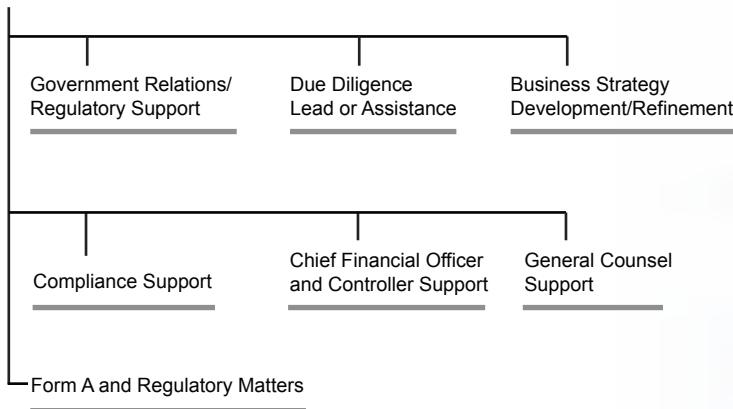 Government Relations/
Regulatory Support
Due Diligence
Lead or Assistance
Business Strategy
Development/Refinement
Compliance Support
Chief Financial Officer
and Controller Support
General Counsel
Support
Form A and Regulatory Matters